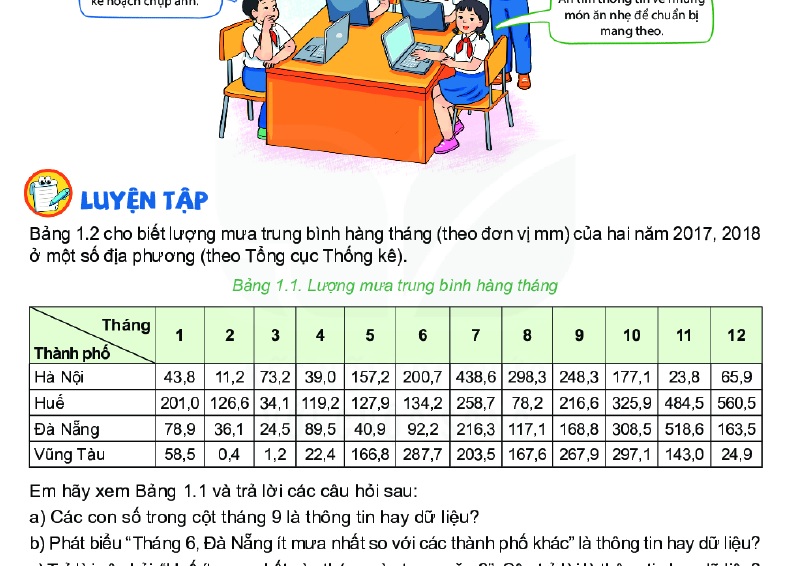 kế hoạch chụp ảnh.
An tìm thông tin về những
món ăn nhẹ để chuẩn bị
mang theo.
LUYỆN TẬP
Bảng 1.2 cho biết lượng mưa trung bình hàng tháng (theo đơn vị mm) của hai năm 2017, 2018
ở một số địa phương (theo Tổng cục Thống kê).
Bảng 1.1. Lượng mưa trung bình hàng tháng
Tháng
Thành phố 1 2 3 4 5 6 7 8 9 10 11 12
Hà Nội 43,8 11,2 73,2 39,0 157,2 200,7 438,6 298,3 248,3 177,1 23,8 65,9
Huế 201,0 126,6 34,1 119,2 127,9 134,2 258,7 78,2 216,6 325,9 484,5 560,5
Đà Nẵng 78,9 36,1 24,5 89,5 40,9 92,2 216,3 117,1 168,8 308,5 518,6 163,5
Vũng Tàu 58,5 0,4 1,2 22,4 166,8 287,7 203,5 167,6 267,9 297,1 143,0 24,9
Em hãy xem Bảng 1.1 và trả lời các câu hỏi sau:
a) Các con số trong cột tháng 9 là thông tin hay dữ liệu?
b) Phát biểu “Tháng 6, Đà Nẵng ít mưa nhất so với các thành phố khác” là thông tin hay dữ liệu?